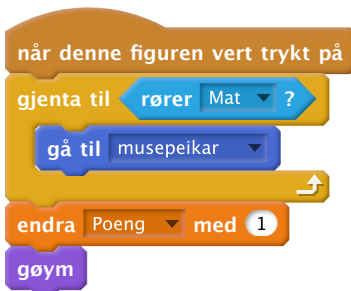 når denne figuren vert trykt på
gjenta til rører Mat ?
gå til musepeikar
endra Poeng med 1
gøym